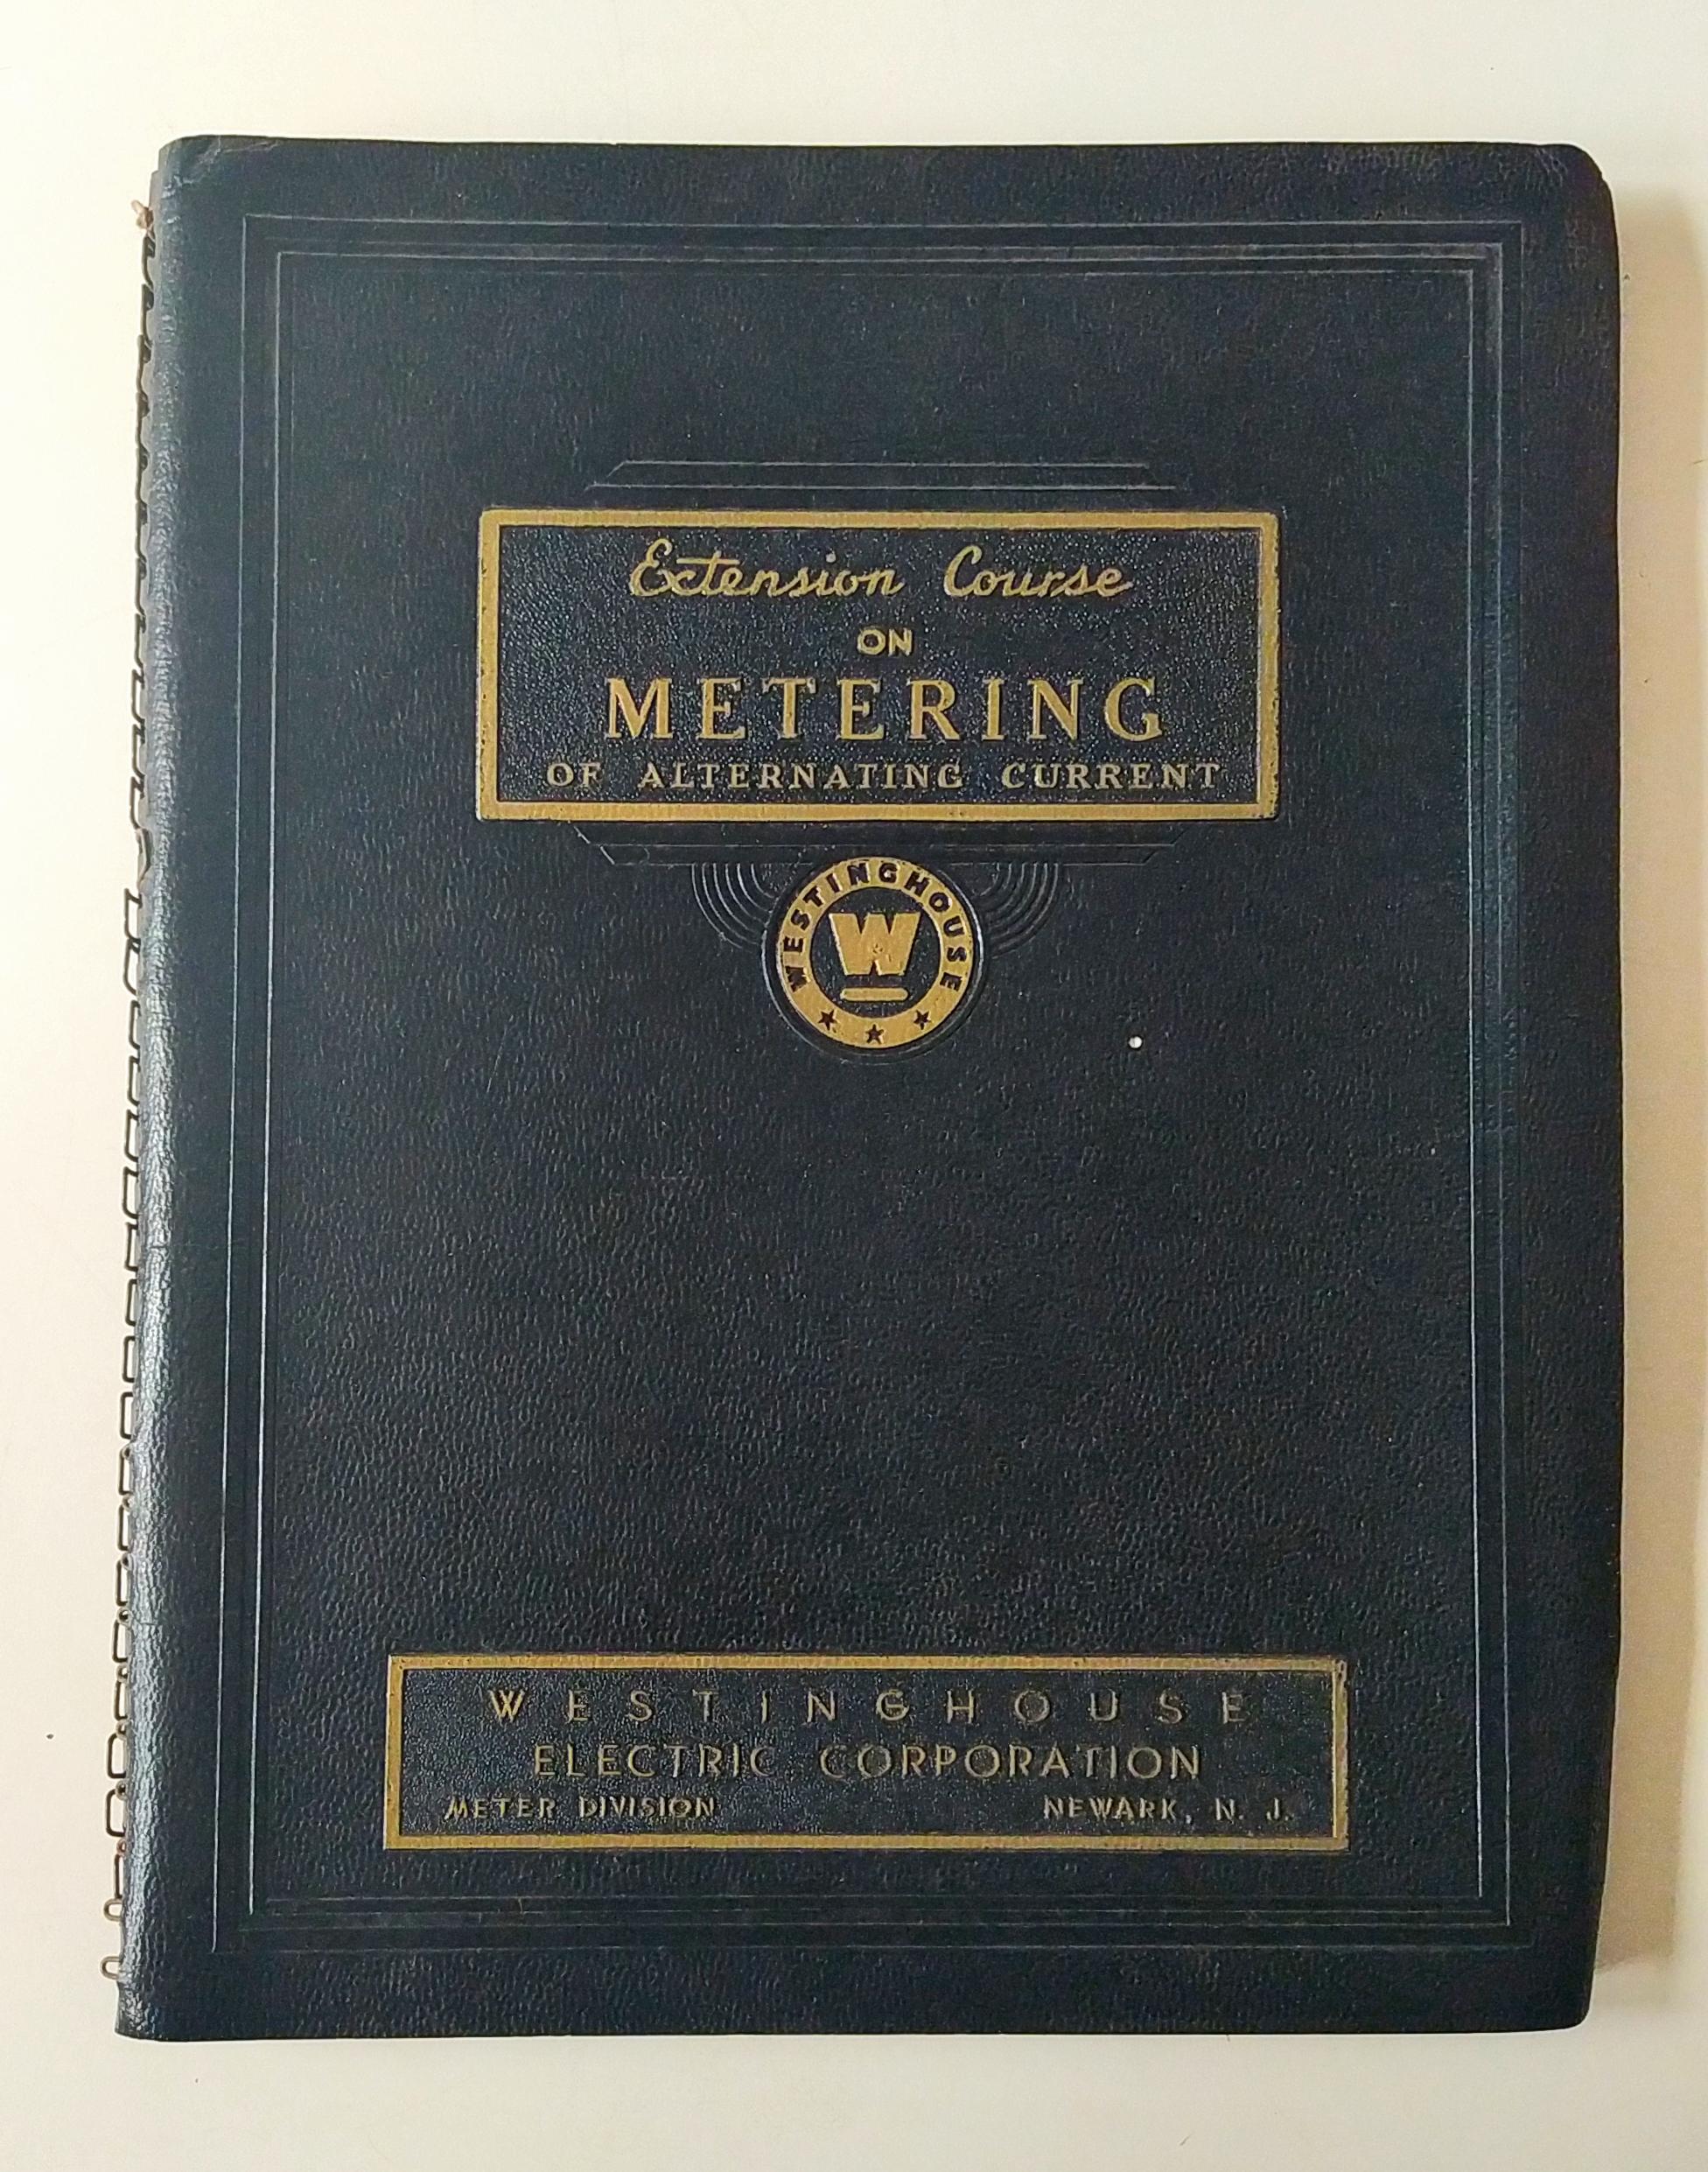 Extension Course
ON
METERING
OF ALTERNATING CURRENT
WESTINGHOUSE
W
WESTINGHOUSE
ELECTRIC CORPORATION
METER DIVISION NEWARK, N. J.